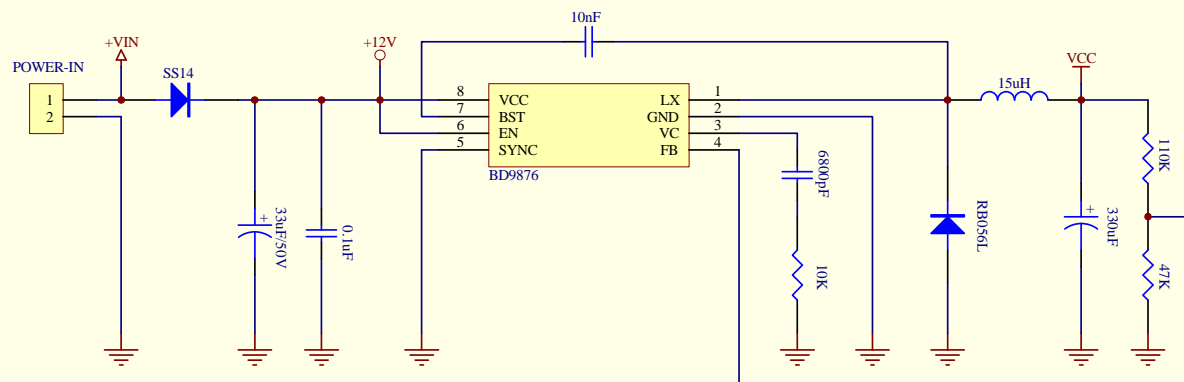 10nF
+VIN
+12V
VCC
POWER-IN
SS14
15uH
1
2
8 VCC
7 BST
6 EN
5 SYNC
LX 1
GND 2
VC 3
FB 4
BD9876
+
33uF/50V
0.1uF
6800pF
10K
RB056L
+
330uF
110K
47K